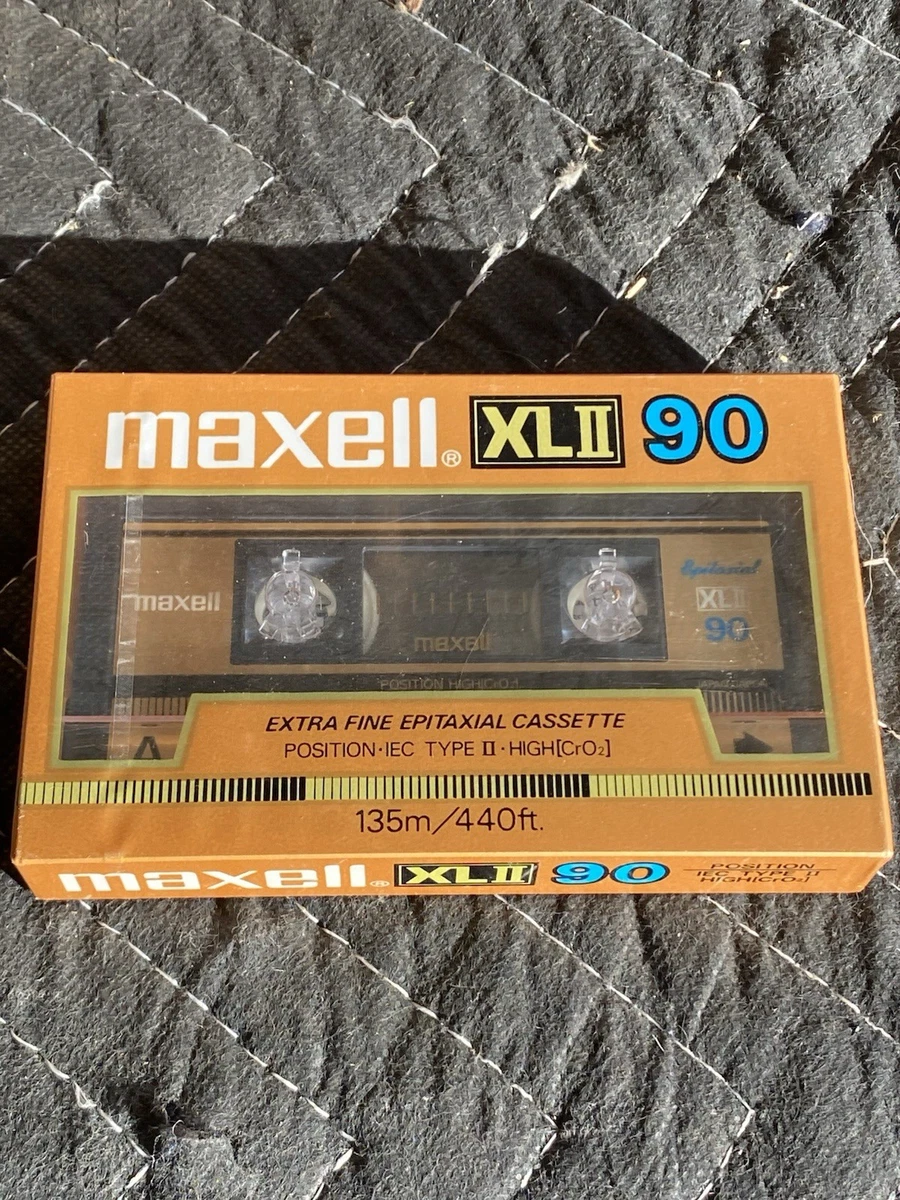 maxell® XLII 90
maxell
Epitaxial
XLII
90
maxell
POSITION HIGH[CrO₂]
A
EXTRA FINE EPITAXIAL CASSETTE
POSITION·IEC TYPE II·HIGH[CrO₂]
135m/440ft.
maxell® XLII 90
POSITION
IEC TYPE II
HIGH[CrO₂]